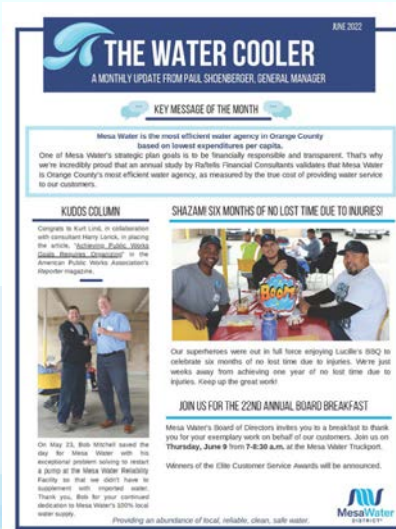 JUNE 2022
THE WATER COOLER
A MONTHLY UPDATE FROM PAUL SHOENBERGER, GENERAL MANAGER
KEY MESSAGE OF THE MONTH
Mesa Water is the most efficient water agency in Orange County
based on lowest expenditures per capita.
One of Mesa Water's strategic plan goals is to be financially responsible and transparent. That's why
we're incredibly proud that an annual study by Raftelis Financial Consultants validates that Mesa Water
is Orange County's most efficient water agency, as measured by the true cost of providing water service
to our customers.
KUDOS COLUMN
Congrats to Kurt Lind, in collaboration
with consultant Harry Lorick, in placing
the article, "Achieving Public Works
Goals Requires Organizing" in the
American Public Works Association's
Reporter magazine.
On May 23, Bob Mitchell saved the
day for Mesa Water with his
exceptional problem solving to restart
a pump at the Mesa Water Reliability
Facility so that we didn't have to
supplement with imported water.
Thank you, Bob for your continued
dedication to Mesa Water's 100% local
water supply.
SHAZAM! SIX MONTHS OF NO LOST TIME DUE TO INJURIES!
BOOM
Our superheroes were out in full force enjoying Lucille's BBQ to
celebrate six months of no lost time due to injuries. We're just
weeks away from achieving one year of no lost time due to
injuries. Keep up the great work!
JOIN US FOR THE 22ND ANNUAL BOARD BREAKFAST
Mesa Water's Board of Directors invites you to a breakfast to thank
you for your exemplary work on behalf of our customers. Join us on
Thursday, June 9 from 7-8:30 a.m. at the Mesa Water Truckport.
Winners of the Elite Customer Service Awards will be announced.
MesaWater
DISTRICT®
Providing an abundance of local, reliable, clean, safe water.